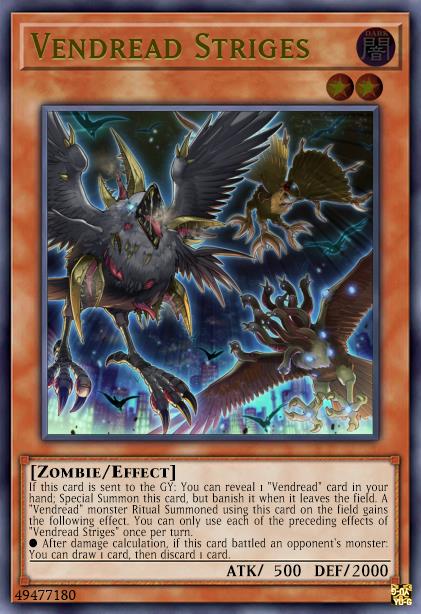 VENDREAD STRIGES
DARK
闇
[ZOMBIE/EFFECT]
If this card is sent to the GY: You can reveal 1 "Vendread" card in your
hand; Special Summon this card, but banish it when it leaves the field. A
"Vendread" monster Ritual Summoned using this card on the field gains
the following effect. You can only use each of the preceding effects of
"Vendread Striges" once per turn.
● After damage calculation, if this card battled an opponent's monster:
You can draw 1 card, then discard 1 card.
ATK/ 500 DEF/2000
49477180